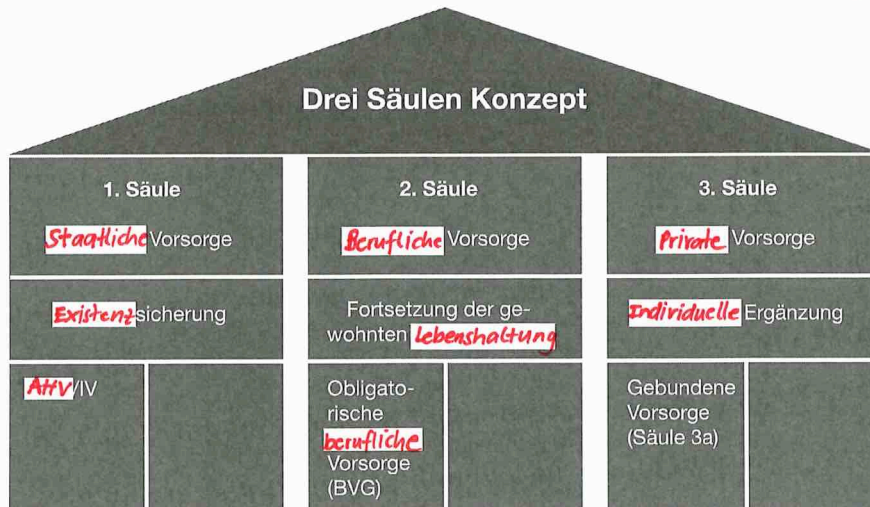 Drei Säulen Konzept
1. Säule
Staatliche Vorsorge
Existenzsicherung
AHV/IV
2. Säule
Berufliche Vorsorge
Fortsetzung der ge-
wohnten Lebenshaltung
Obligato-
rische
berufliche
Vorsorge
(BVG)
3. Säule
Private Vorsorge
Individuelle Ergänzung
Gebundene
Vorsorge
(Säule 3a)